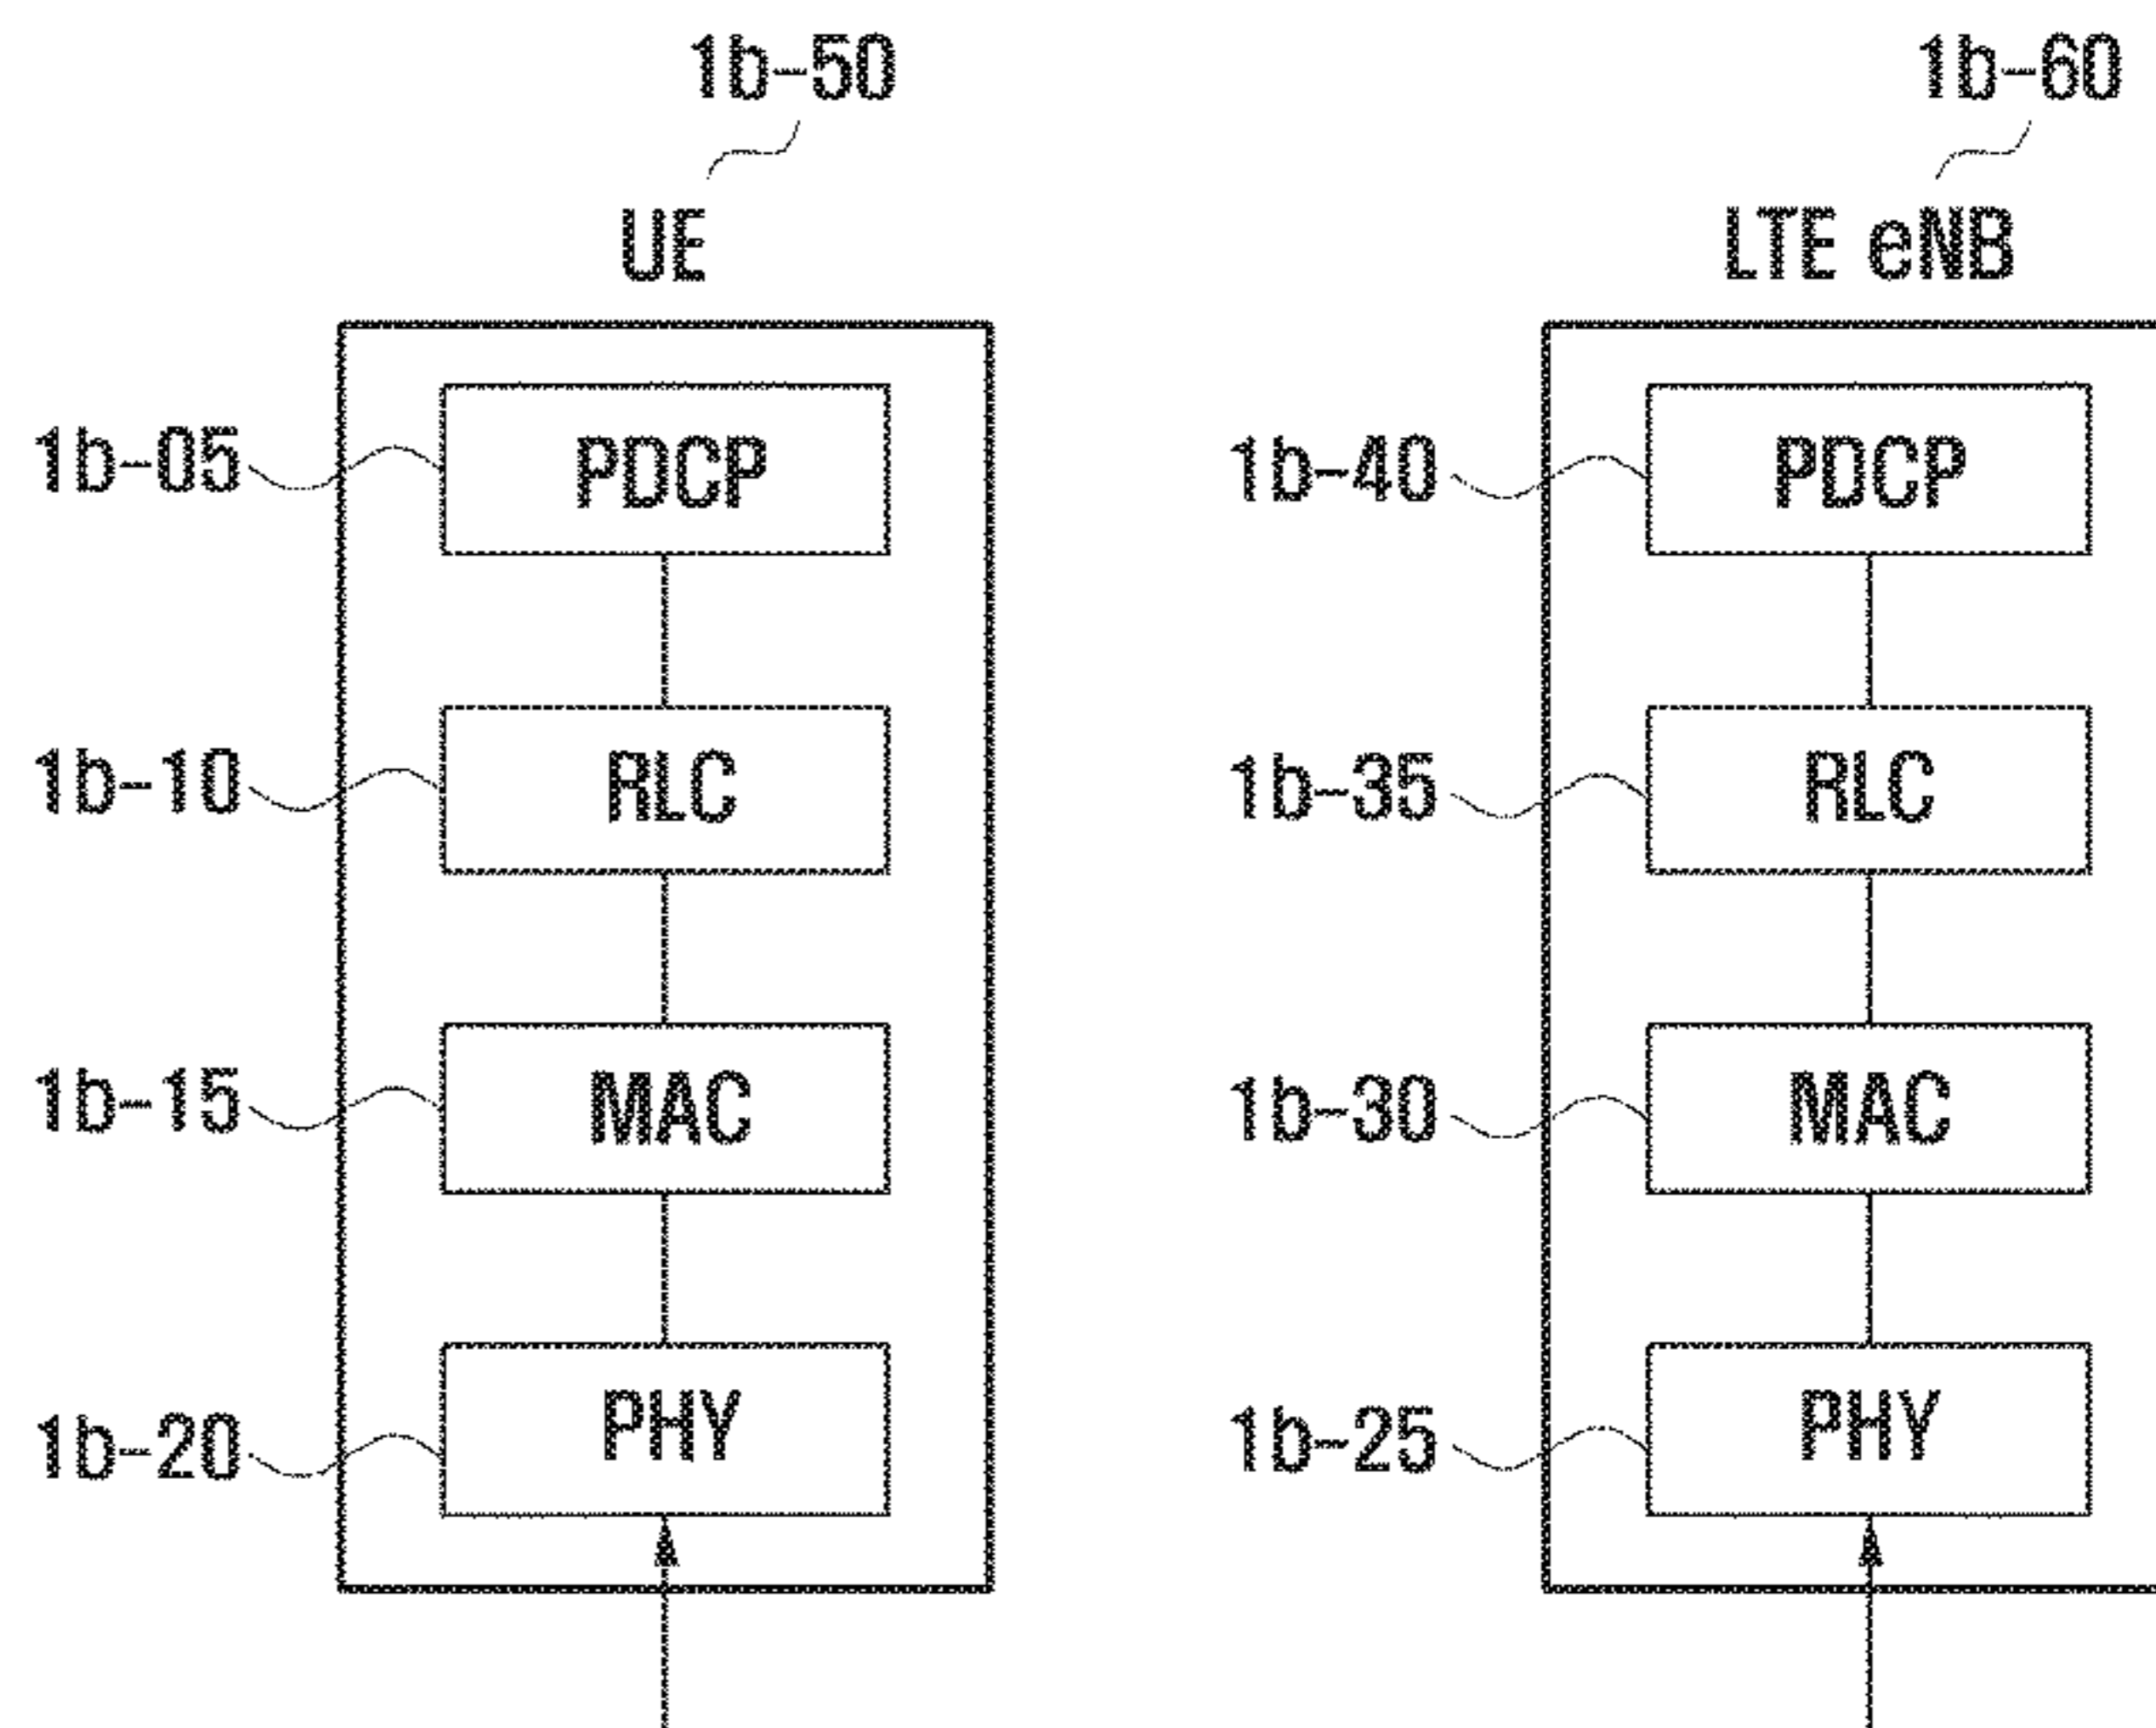 1b-50
1b-60
UE
LTE eNB
1b-05
PDCP
1b-40
PDCP
1b-10
RLC
1b-35
RLC
1b-15
MAC
1b-30
MAC
1b-20
PHY
1b-25
PHY